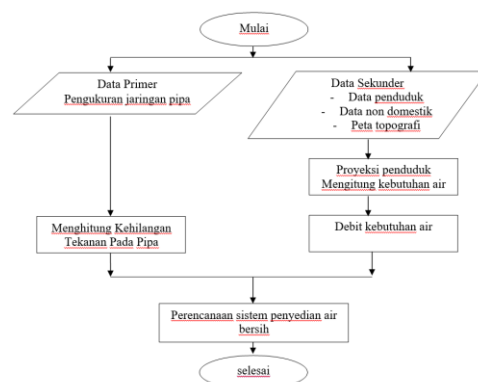 Mulai
Data Primer
Pengukuran jaringan pipa
Data Sekunder
- Data penduduk
- Data non domestik
- Peta topografi
Proyeksi penduduk
Mengitung kebutuhan air
Menghitung Kehilangan
Tekanan Pada Pipa
Debit kebutuhan air
Perencanaan sistem penyedian air
bersih
selesai